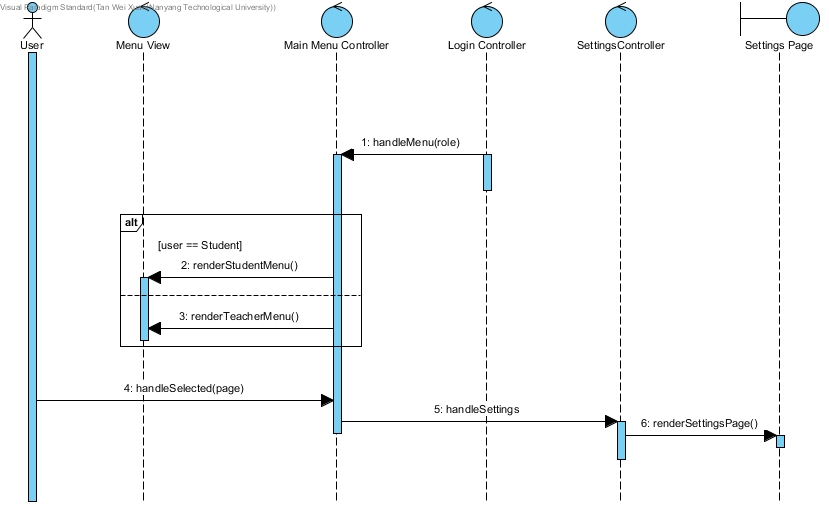 Visual Paradigm Standard(Tan Wei Xu (Nanyang Technological University))
User
Menu View
Main Menu Controller
Login Controller
SettingsController
Settings Page
1: handleMenu(role)
alt
[user == Student]
2: renderStudentMenu()
3: renderTeacherMenu()
4: handleSelected(page)
5: handleSettings
6: renderSettingsPage()